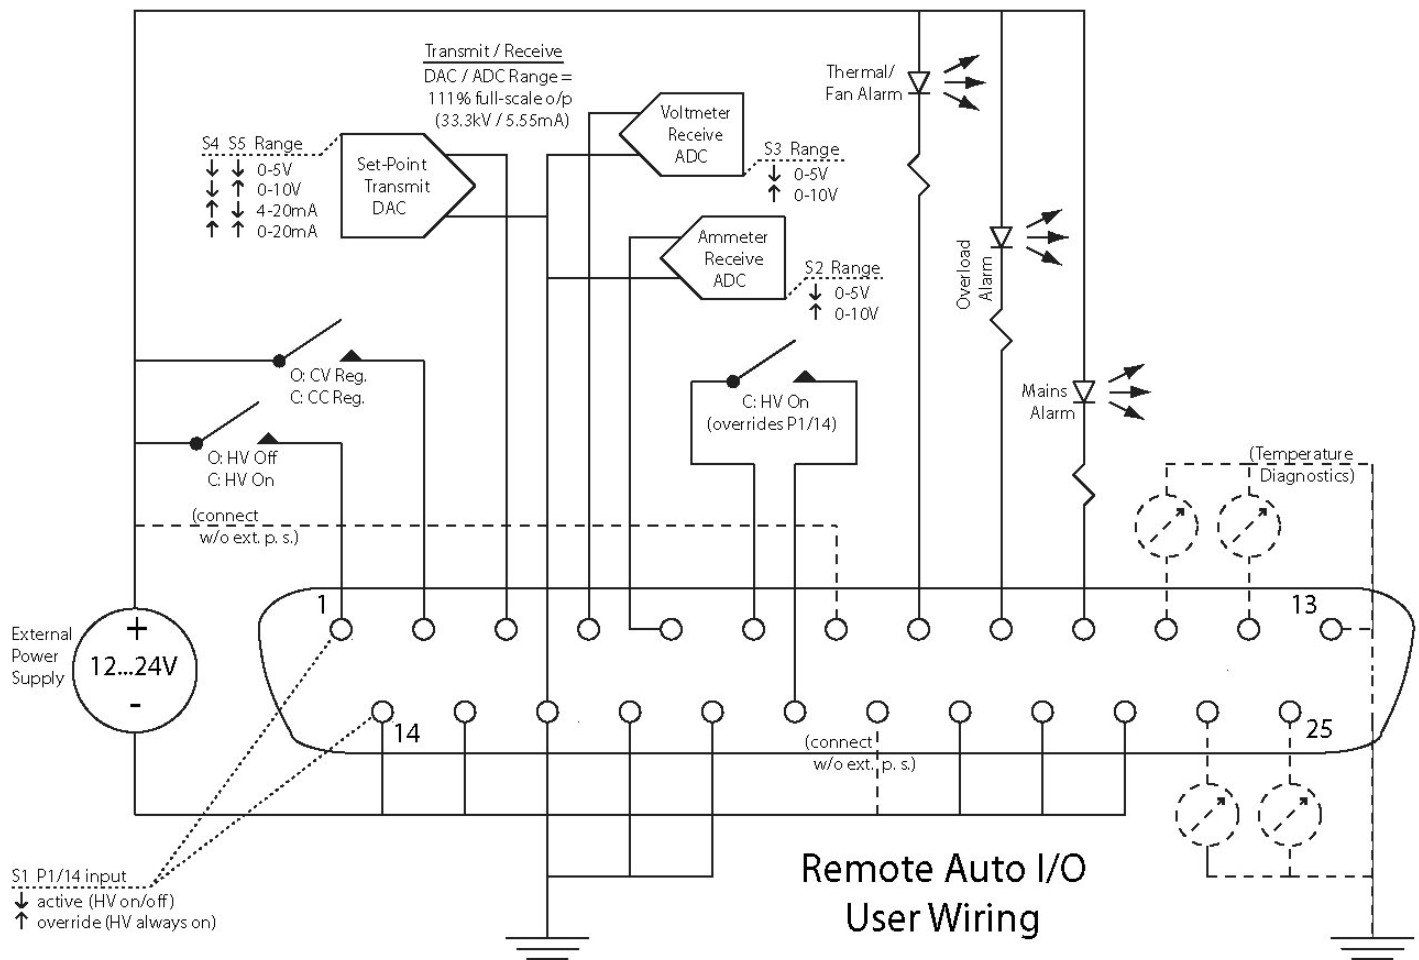 Transmit / Receive
DAC / ADC Range =
111% full-scale o/p
(33.3kV / 5.55mA)
Thermal/
Fan Alarm
Voltmeter
Receive
ADC
S3 Range
↓ 0-5V
↑ 0-10V
S4 S5 Range
↓ ↓ 0-5V
↓ ↑ 0-10V
↑ ↓ 4-20mA
↑ ↑ 0-20mA
Set-Point
Transmit
DAC
Ammeter
Receive
ADC
S2 Range
↓ 0-5V
↑ 0-10V
Overload
Alarm
O: CV Reg.
C: CC Reg.
C: HV On
(overrides P1/14)
Mains
Alarm
O: HV Off
C: HV On
(Temperature
Diagnostics)
(connect
w/o ext. p. s.)
1
13
External
Power
Supply
+
12...24V
-
14
25
(connect
w/o ext. p. s.)
S1 P1/14 input
↓ active (HV on/off)
↑ override (HV always on)
Remote Auto I/O
User Wiring